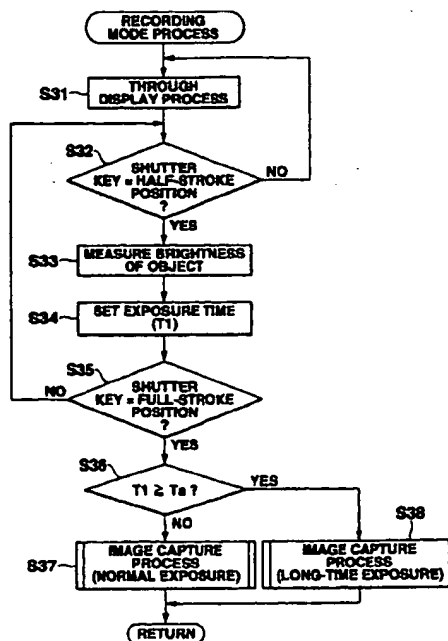 RECORDING
MODE PROCESS
S31
THROUGH
DISPLAY PROCESS
S32
SHUTTER
KEY = HALF-STROKE
POSITION
?
NO
YES
S33
MEASURE BRIGHTNESS
OF OBJECT
S34
SET EXPOSURE TIME
(T1)
S35
NO
SHUTTER
KEY = FULL-STROKE
POSITION
?
YES
S36
T1 ≥ Ta ?
YES
NO
S38
S37
IMAGE CAPTURE
PROCESS
(NORMAL EXPOSURE)
IMAGE CAPTURE
PROCESS
(LONG-TIME EXPOSURE)
RETURN